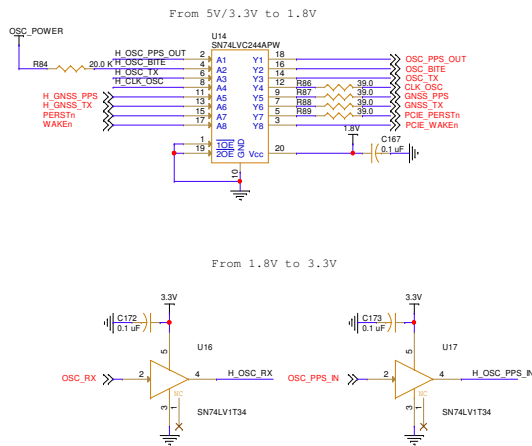 From 5V/3.3V to 1.8V
OSC_POWER
U14
SN74LVC244APW
R84 20.0 K
H_OSC_PPS_OUT 2 A1 Y1 18 OSC_PPS_OUT
H_OSC_BITE 4 A2 Y2 16 OSC_BITE
H_OSC_TX 6 A3 Y3 14 OSC_TX
H_CLK_OSC 8 A4 Y4 12 R86 39.0 CLK_OSC
H_GNSS_PPS 11 A5 Y5 9 R87 39.0 GNSS_PPS
H_GNSS_TX 13 A6 Y6 7 R88 39.0 GNSS_TX
PERSTn 15 A7 Y7 5 R89 39.0 PCIE_PERSTn
WAKEn 17 A8 Y8 3 PCIE_WAKEn
1.8V
1 1OE GND C167
19 2OE Vcc 20 0.1 uF
10
From 1.8V to 3.3V
3.3V 3.3V
C172 C173
0.1 uF 0.1 uF
U16 U17
5 5
OSC_RX 2 4 H_OSC_RX OSC_PPS_IN 2 4 H_OSC_PPS_IN
NC NC
3 1 SN74LV1T34 3 1 SN74LV1T34